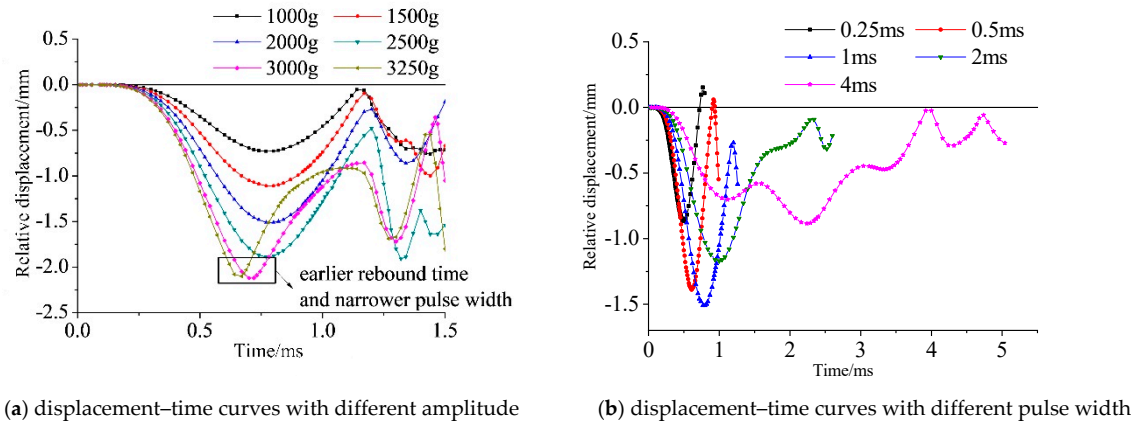 1000g 1500g
2000g 2500g
3000g 3250g
0.5
0.0
-0.5
-1.0
-1.5
-2.0
-2.5
Relative displacement/mm
earlier rebound time
and narrower pulse width
0.0 0.5 1.0 1.5
Time/ms
(a) displacement–time curves with different amplitude
0.25ms 0.5ms
1ms 2ms
4ms
0.5
0.0
-0.5
-1.0
-1.5
Relative displacement/mm
0 1 2 3 4 5
Time/ms
(b) displacement–time curves with different pulse width